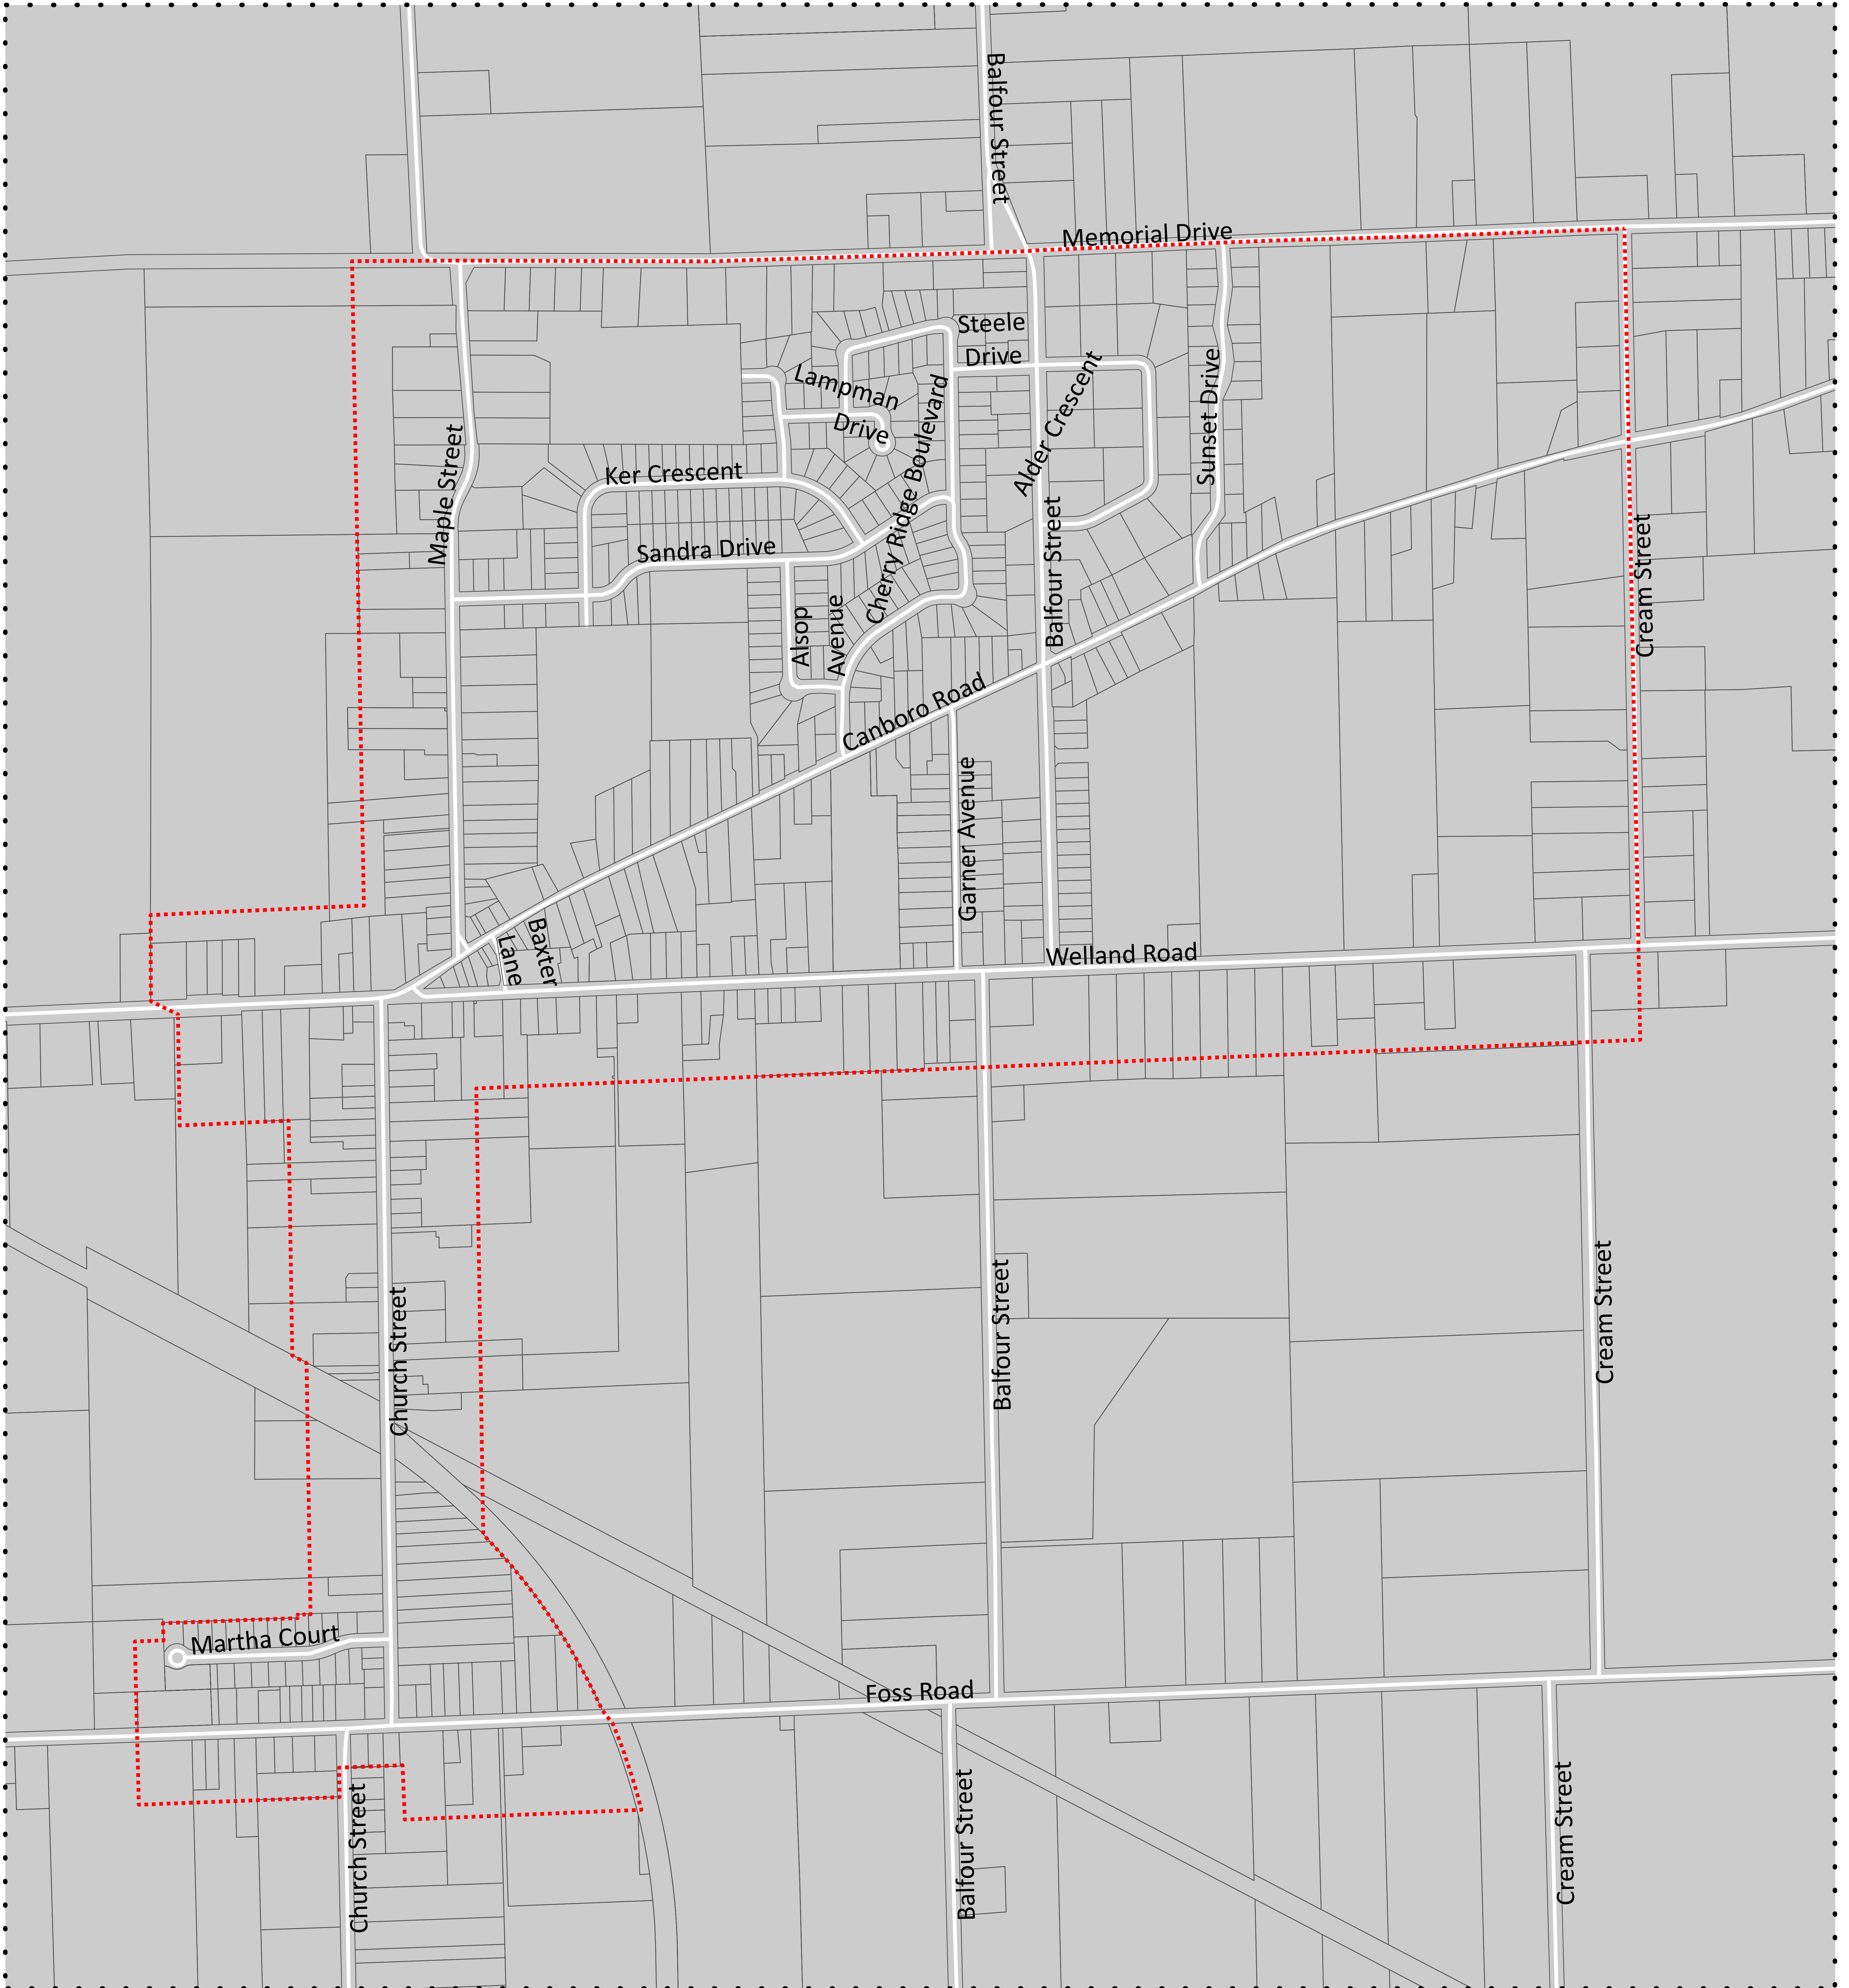 Balfour Street
Memorial Drive
Steele
Drive
Lampman
Drive
Cherry Ridge Boulevard
Alder Crescent
Sunset Drive
Maple Street
Ker Crescent
Sandra Drive
Alsop
Avenue
Balfour Street
Cream Street
Canboro Road
Garner Avenue
Baxter
Lane
Welland Road
Church Street
Balfour Street
Cream Street
Martha Court
Foss Road
Church Street
Balfour Street
Cream Street